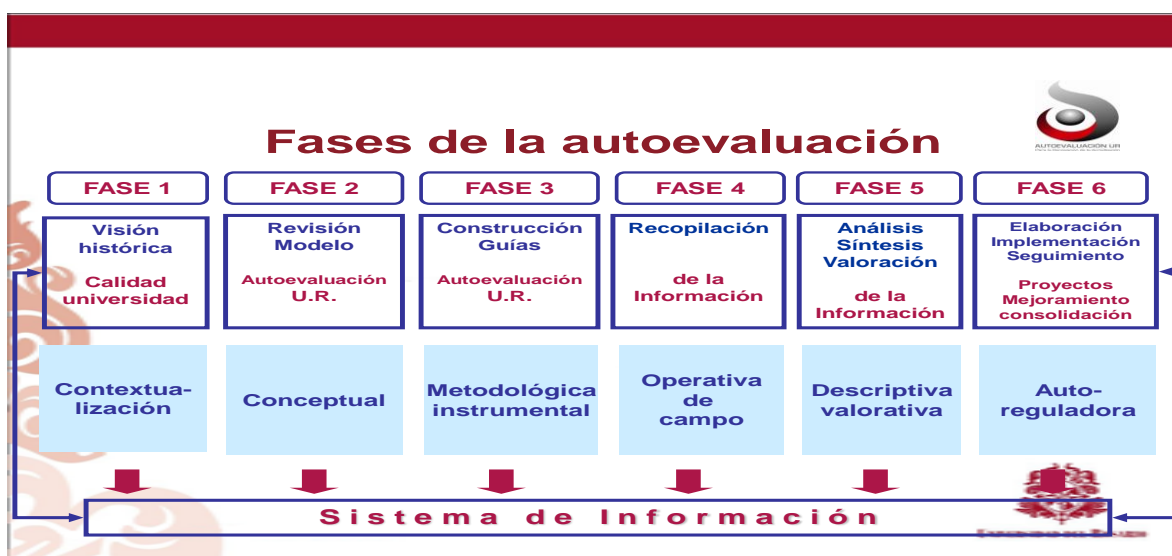 Fases de la autoevaluación
AUTOEVALUACIÓN UR
FASE 1
FASE 2
FASE 3
FASE 4
FASE 5
FASE 6
Visión
histórica
Calidad
universidad
Revisión
Modelo
Autoevaluación
U.R.
Construcción
Guías
Autoevaluación
U.R.
Recopilación
de la
Información
Análisis
Síntesis
Valoración
de la
Información
Elaboración
Implementación
Seguimiento
Proyectos
Mejoramiento
consolidación
Contextua-
lización
Conceptual
Metodológica
instrumental
Operativa
de
campo
Descriptiva
valorativa
Auto-
reguladora
Sistema de Información